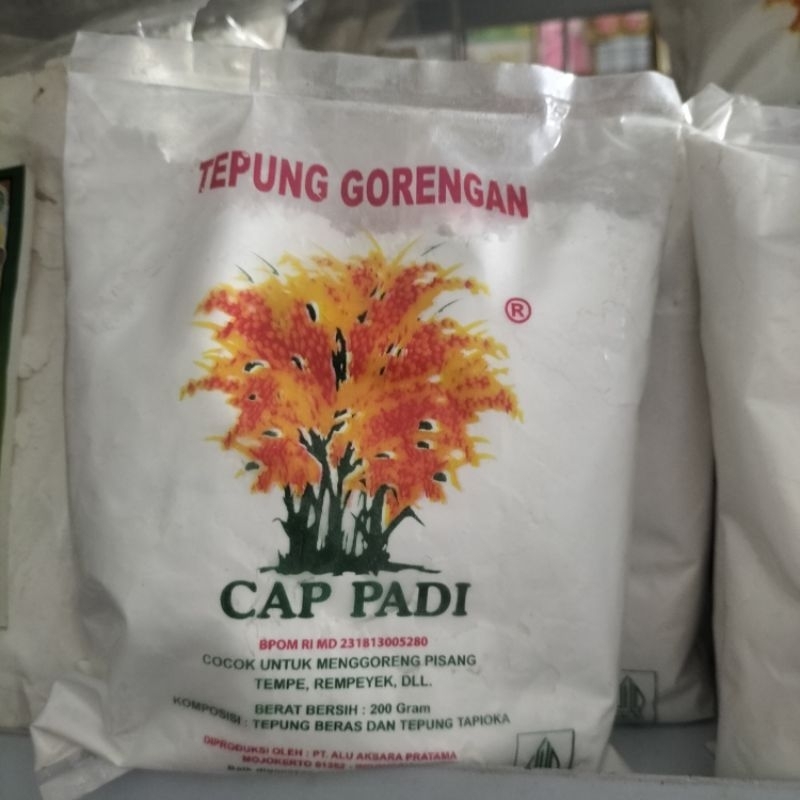 TEPUNG GORENGAN
®
CAP PADI
BPOM RI MD 231813005280
COCOK UNTUK MENGGORENG PISANG
TEMPE, REMPEYEK, DLL.
BERAT BERSIH : 200 Gram
KOMPOSISI : TEPUNG BERAS DAN TEPUNG TAPIOKA
DIPRODUKSI OLEH : PT. ALU AKSARA PRATAMA
MOJOKERTO 61382 -